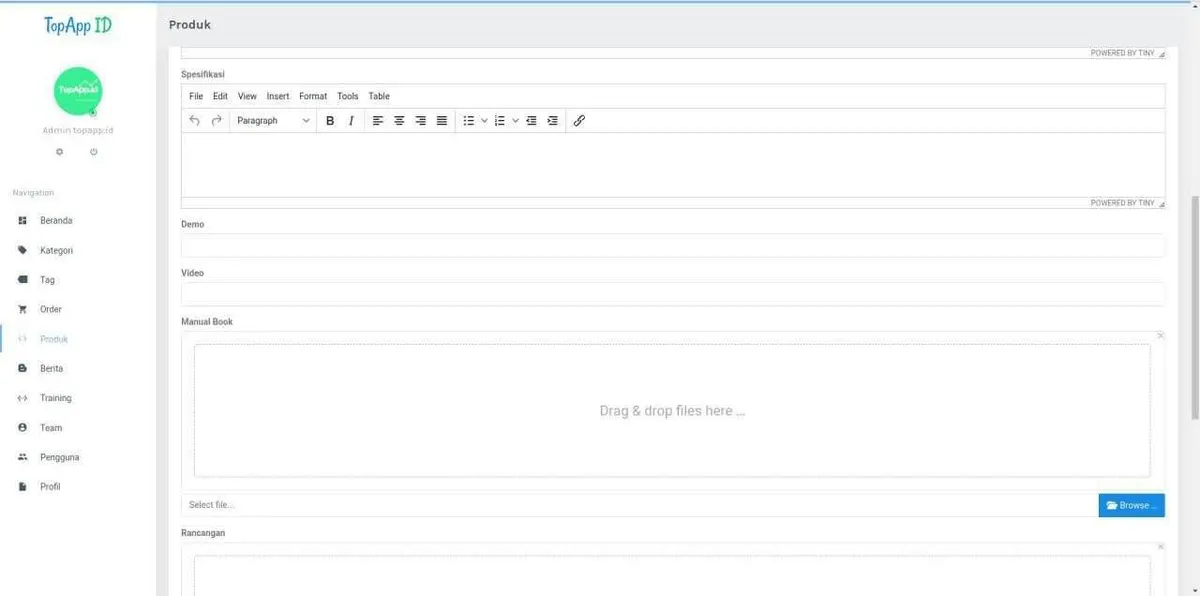 TopApp ID
Produk
TopApp.id
Admin topapp.id
Navigation
Beranda
Kategori
Tag
Order
Produk
Berita
Training
Team
Pengguna
Profil
POWERED BY TINY
Spesifikasi
File Edit View Insert Format Tools Table
Paragraph B I
POWERED BY TINY
Demo
Video
Manual Book
Drag & drop files here …
Select file...
Browse …
Rancangan